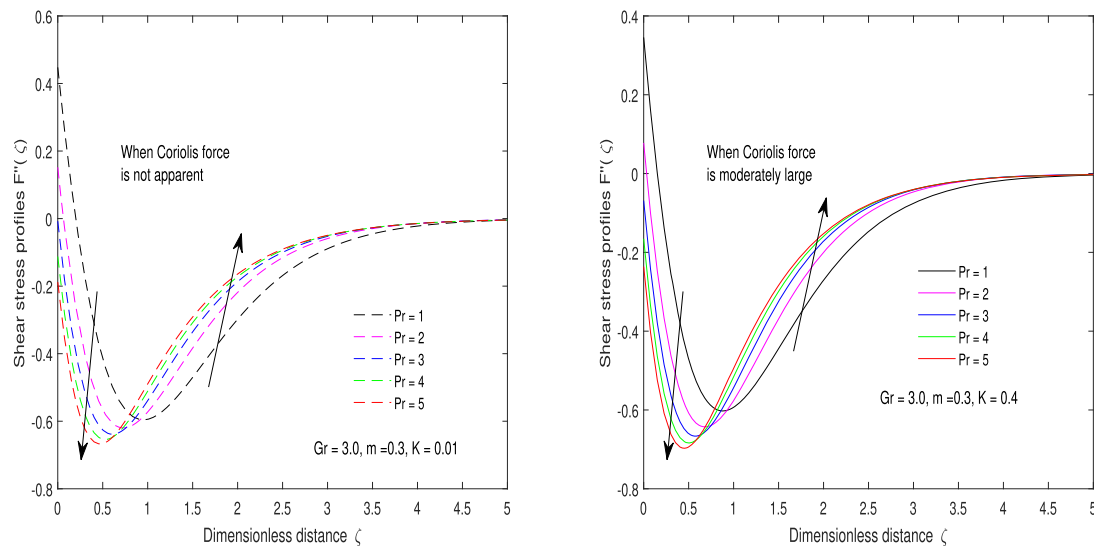 0.6
0.4
0.2
0
-0.2
-0.4
-0.6
-0.8
Shear stress profiles F"( ζ)
When Coriolis force
is not apparent
Pr = 1
Pr = 2
Pr = 3
Pr = 4
Pr = 5
Gr = 3.0, m =0.3, K = 0.01
0 0.5 1 1.5 2 2.5 3 3.5 4 4.5 5
Dimensionless distance ζ
0.4
0.2
0
-0.2
-0.4
-0.6
-0.8
Shear stress profiles F"( ζ)
When Coriolis force
is moderately large
Pr = 1
Pr = 2
Pr = 3
Pr = 4
Pr = 5
Gr = 3.0, m =0.3, K = 0.4
0 0.5 1 1.5 2 2.5 3 3.5 4 4.5 5
Dimensionless distance ζ